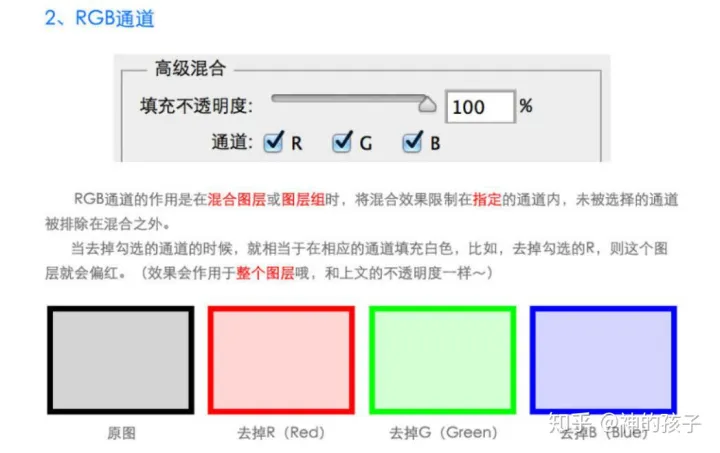 2、RGB通道
高级混合
填充不透明度: 100 %
通道: R G B
RGB通道的作用是在混合图层或图层组时，将混合效果限制在指定的通道内，未被选择的通道
被排除在混合之外。
当去掉勾选的通道的时候，就相当于在相应的通道填充白色，比如，去掉勾选的R，则这个图
层就会偏红。（效果会作用于整个图层哦，和上文的不透明度一样～）
原图 去掉R（Red） 去掉G（Green） 去掉B（Blue）
知乎 @神的孩子